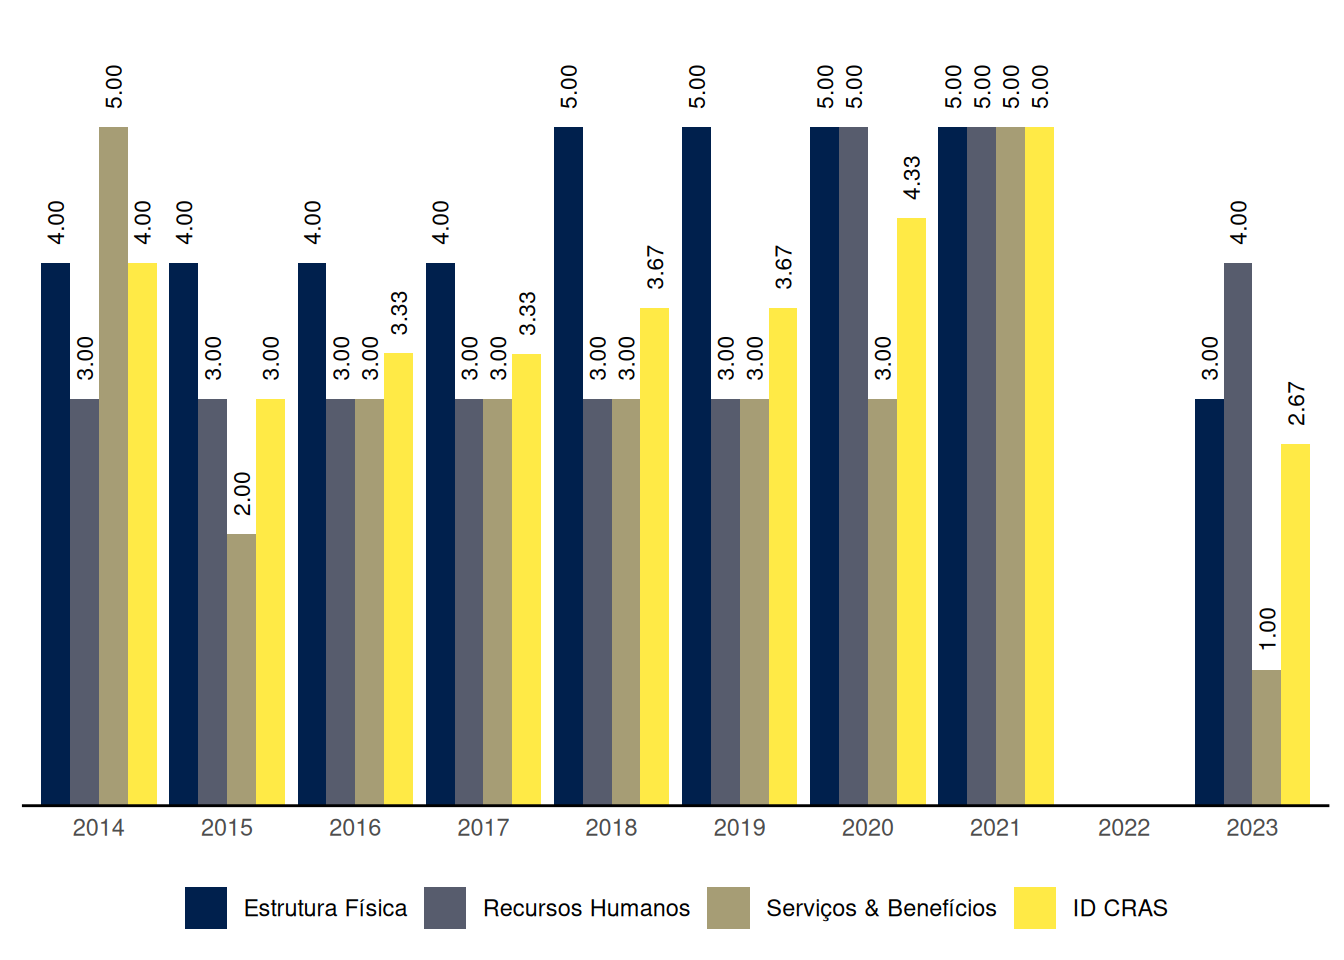 4.00 3.00 5.00 4.00 4.00 3.00 2.00 3.00 4.00 3.00 3.00 3.33 4.00 3.00 3.00 3.33 5.00 3.00 3.00 3.67 5.00 3.00 3.00 3.67 5.00 5.00 3.00 4.33 5.00 5.00 5.00 5.00 3.00 4.00 1.00 2.67
2014 2015 2016 2017 2018 2019 2020 2021 2022 2023
Estrutura Física Recursos Humanos Serviços & Benefícios ID CRAS